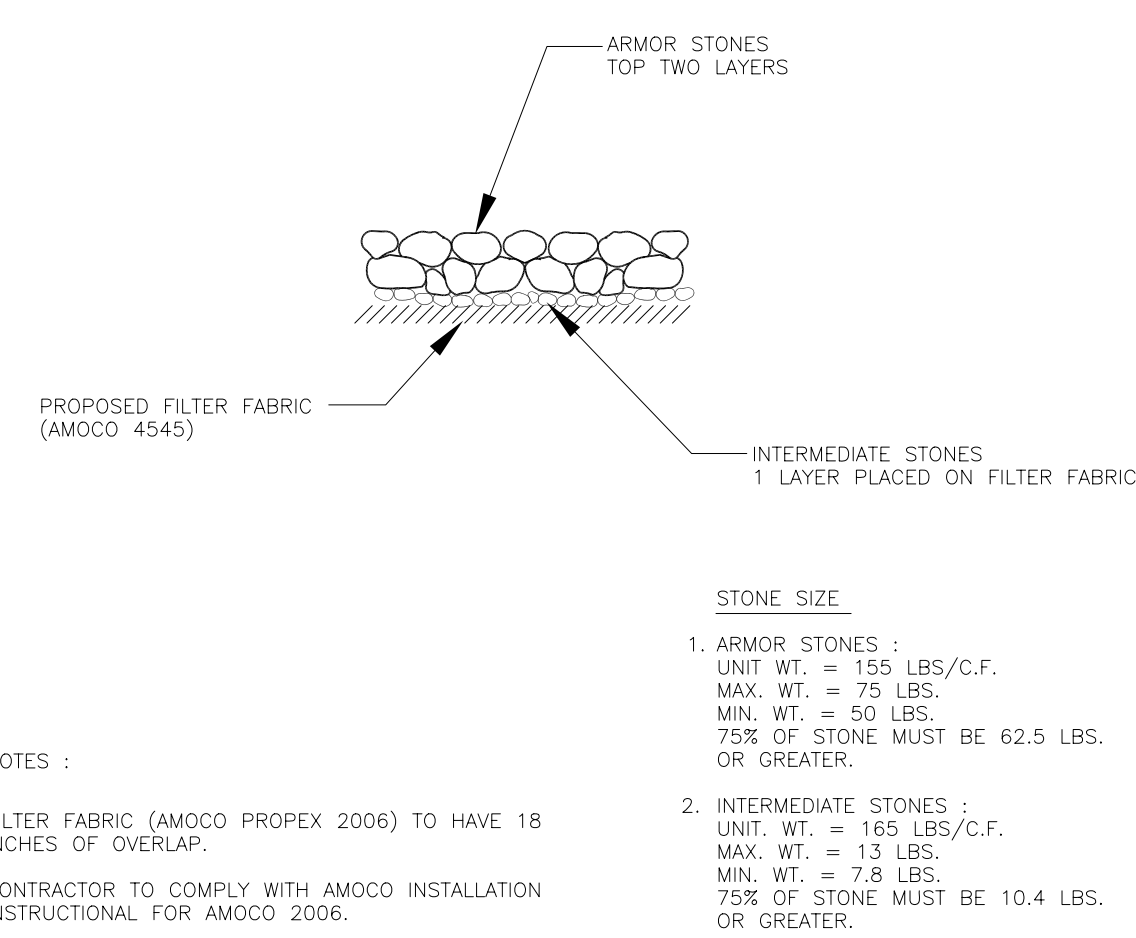 ARMOR STONES
TOP TWO LAYERS
PROPOSED FILTER FABRIC
(AMOCO 4545)
INTERMEDIATE STONES
1 LAYER PLACED ON FILTER FABRIC
STONE SIZE
1. ARMOR STONES :
UNIT WT. = 155 LBS/C.F.
MAX. WT. = 75 LBS.
MIN. WT. = 50 LBS.
75% OF STONE MUST BE 62.5 LBS.
OR GREATER.
2. INTERMEDIATE STONES :
UNIT. WT. = 165 LBS/C.F.
MAX. WT. = 13 LBS.
MIN. WT. = 7.8 LBS.
75% OF STONE MUST BE 10.4 LBS.
OR GREATER.
OTES :
LTER FABRIC (AMOCO PROPEX 2006) TO HAVE 18
NCHES OF OVERLAP.
ONTRACTOR TO COMPLY WITH AMOCO INSTALLATION
NSTRUCTIONAL FOR AMOCO 2006.